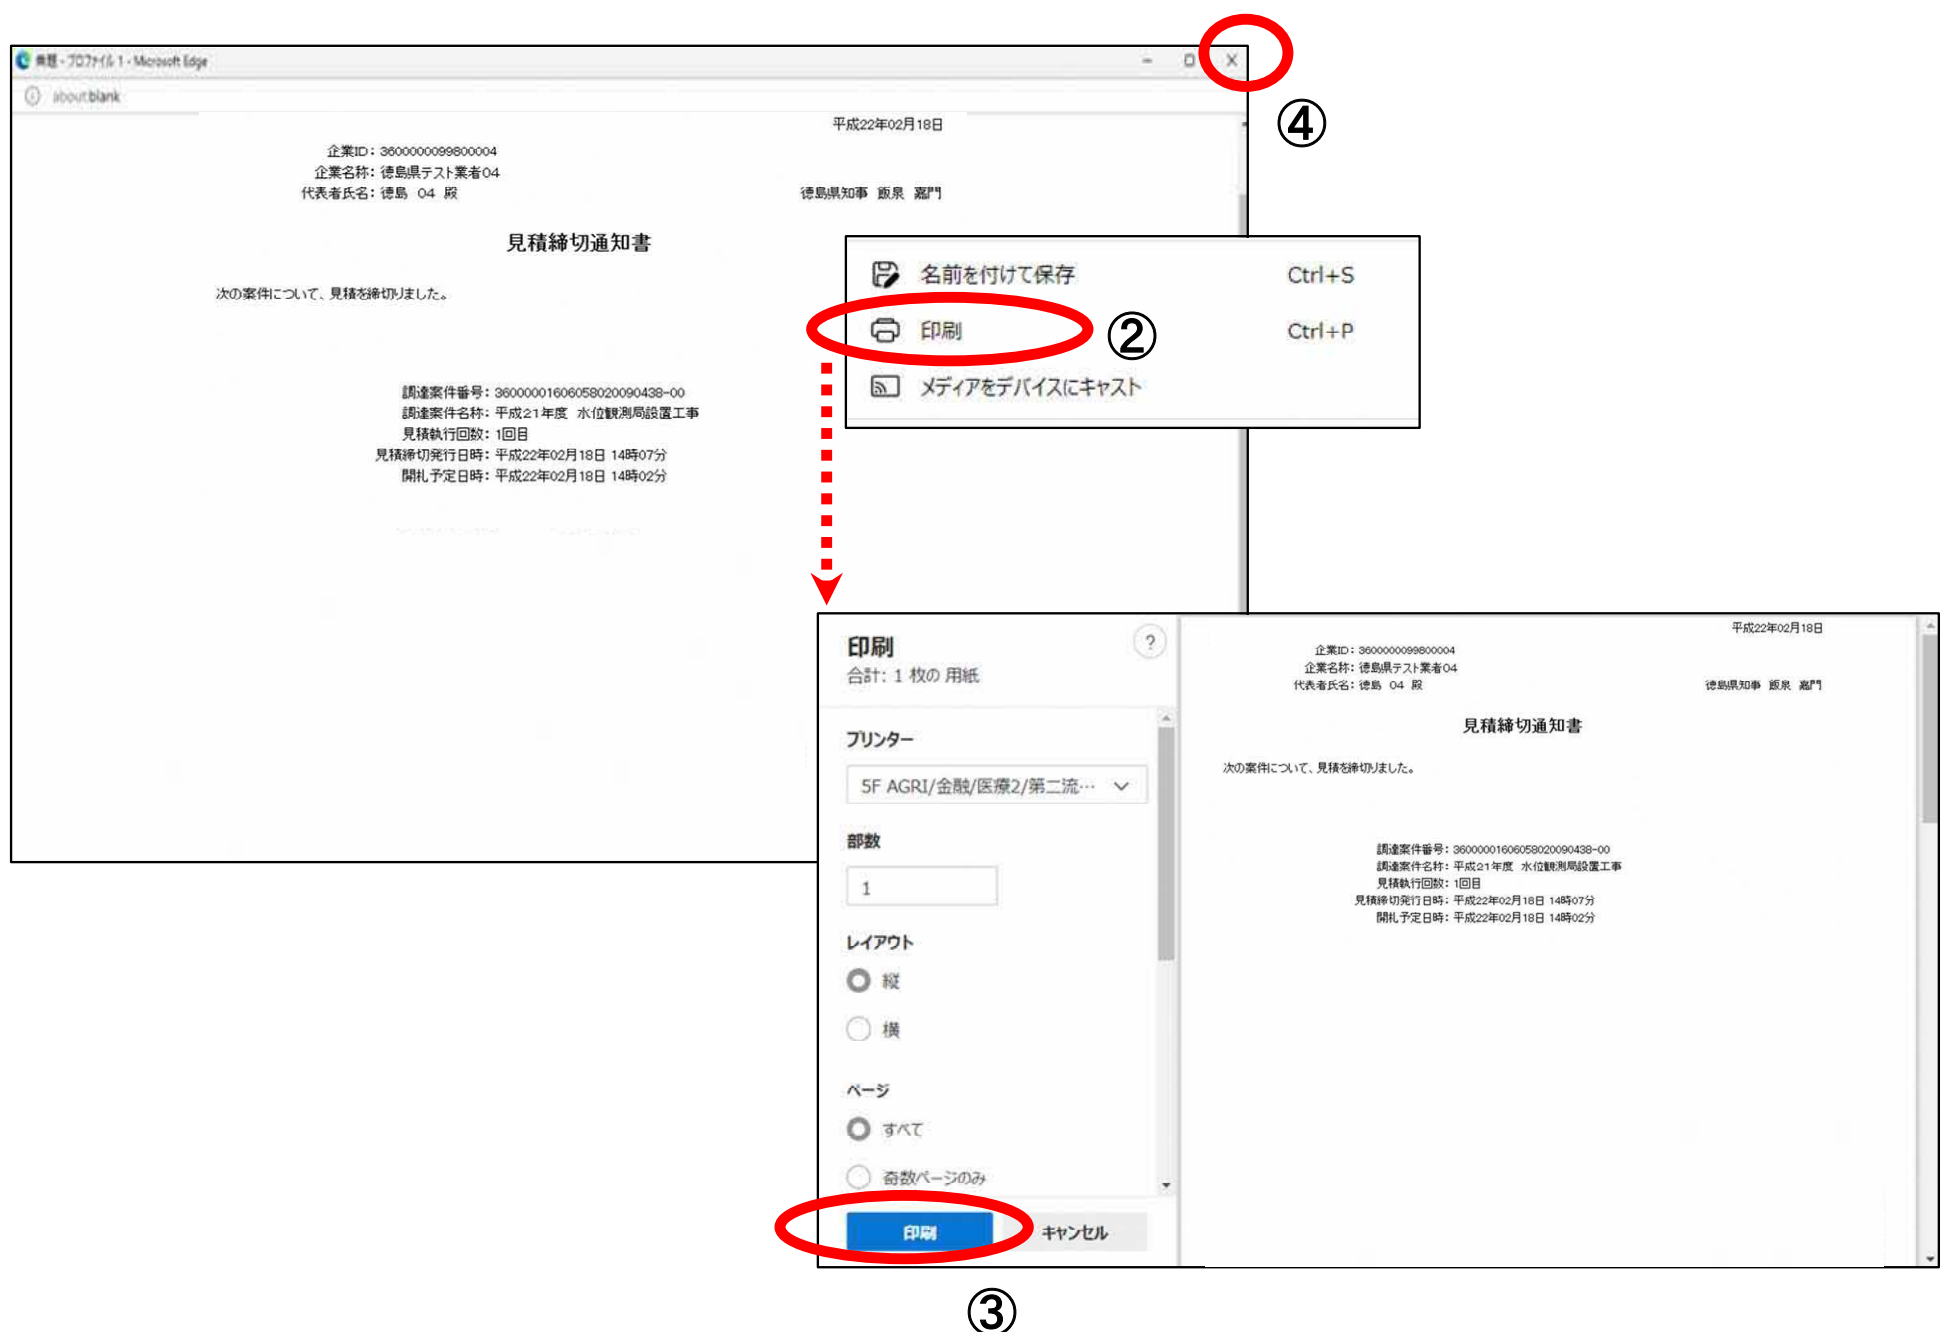 無題 - プロファイル 1 - Microsoft Edge
about:blank
④
平成22年02月18日
企業ID：3600000099800004
企業名称：徳島県テスト業者04
代表者氏名：徳島 04 殿
徳島県知事 飯泉 嘉門
見積締切通知書
次の案件について、見積を締切りました。
調達案件番号：36000001606058020090438-00
調達案件名称：平成21年度 水位観測局設置工事
見積執行回数：1回目
見積締切発行日時：平成22年02月18日 14時07分
開札予定日時：平成22年02月18日 14時02分
名前を付けて保存 Ctrl+S
印刷 ② Ctrl+P
メディアをデバイスにキャスト
印刷
?
合計: 1 枚の 用紙
プリンター
5F AGRI/金融/医療2/第二流…
部数
1
レイアウト
縦
横
ページ
すべて
奇数ページのみ
印刷 キャンセル
③
平成22年02月18日
企業ID：3600000099800004
企業名称：徳島県テスト業者04
代表者氏名：徳島 04 殿
徳島県知事 飯泉 嘉門
見積締切通知書
次の案件について、見積を締切りました。
調達案件番号：36000001606058020090438-00
調達案件名称：平成21年度 水位観測局設置工事
見積執行回数：1回目
見積締切発行日時：平成22年02月18日 14時07分
開札予定日時：平成22年02月18日 14時02分